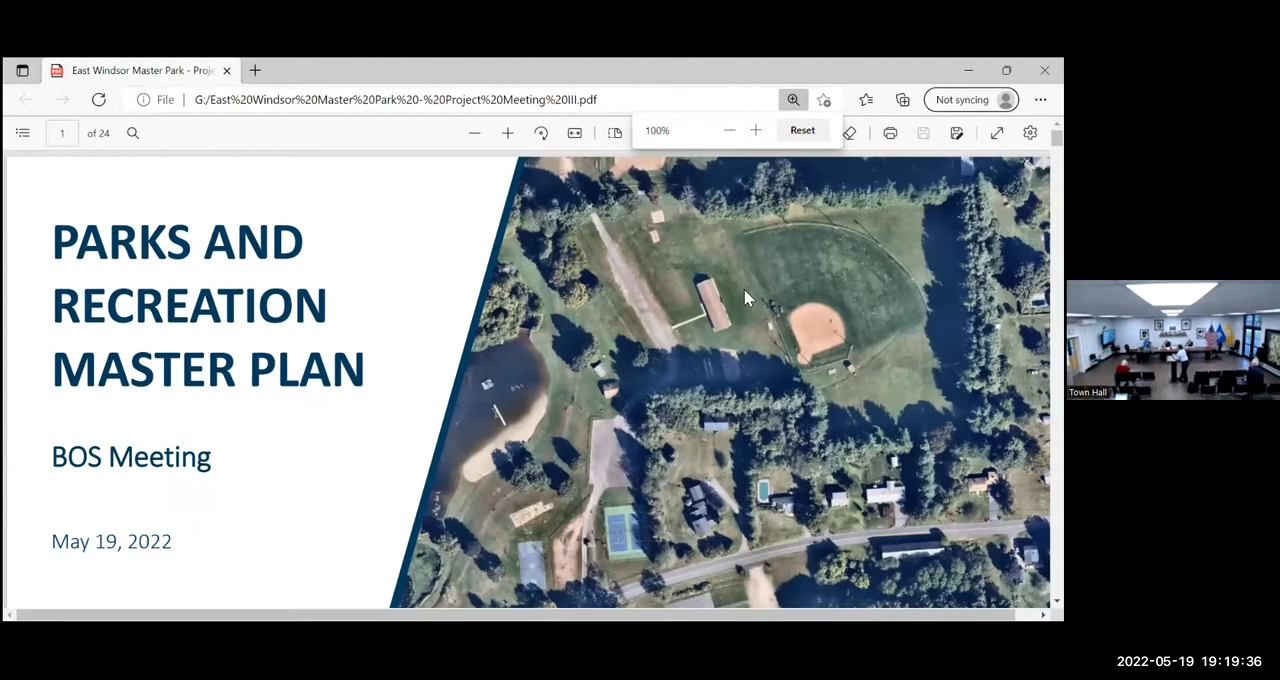 East Windsor Master Park - Proje
File
G:/East%20Windsor%20Master%20Park%20-%20Project%20Meeting%20III.pdf
Not syncing
1 of 24
100%
Reset
PARKS AND
RECREATION
MASTER PLAN
BOS Meeting
May 19, 2022
Town Hall
2022-05-19 19:19:36